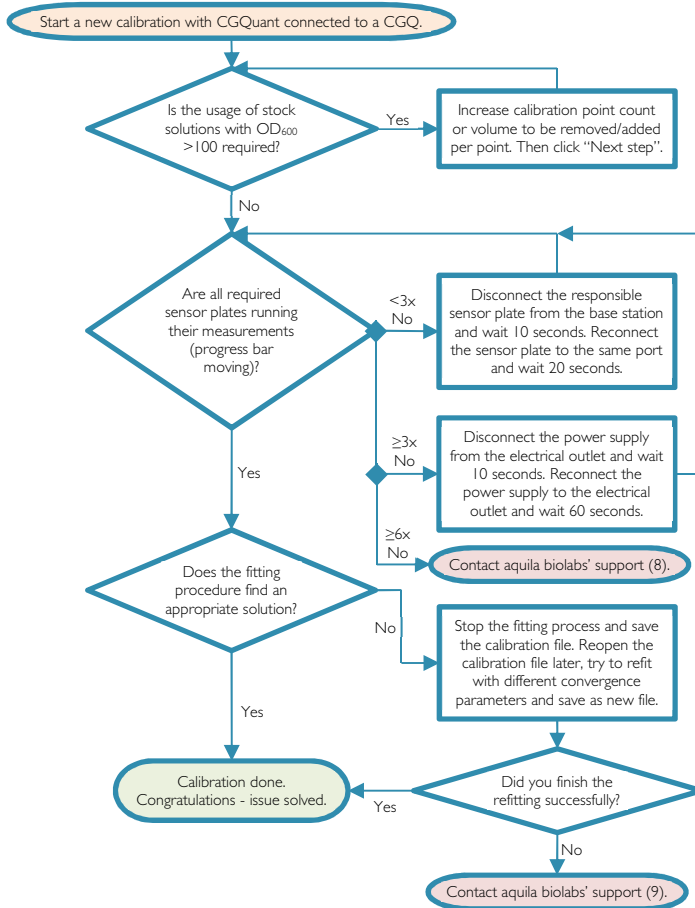 Start a new calibration with CGQuant connected to a CGQ.
Is the usage of stock
solutions with OD₆₀₀
>100 required?
Yes
Increase calibration point count
or volume to be removed/added
per point. Then click “Next step”.
No
Are all required
sensor plates running
their measurements
(progress bar
moving)?
<3x
No
Disconnect the responsible
sensor plate from the base station
and wait 10 seconds. Reconnect
the sensor plate to the same port
and wait 20 seconds.
≥3x
No
Disconnect the power supply
from the electrical outlet and wait
10 seconds. Reconnect the
power supply to the electrical
outlet and wait 60 seconds.
≥6x
No
Contact aquila biolabs’ support (8).
Yes
Does the fitting
procedure find an
appropriate solution?
No
Stop the fitting process and save
the calibration file. Reopen the
calibration file later, try to refit
with different convergence
parameters and save as new file.
Yes
Calibration done.
Congratulations - issue solved.
Yes
Did you finish the
refitting successfully?
No
Contact aquila biolabs’ support (9).